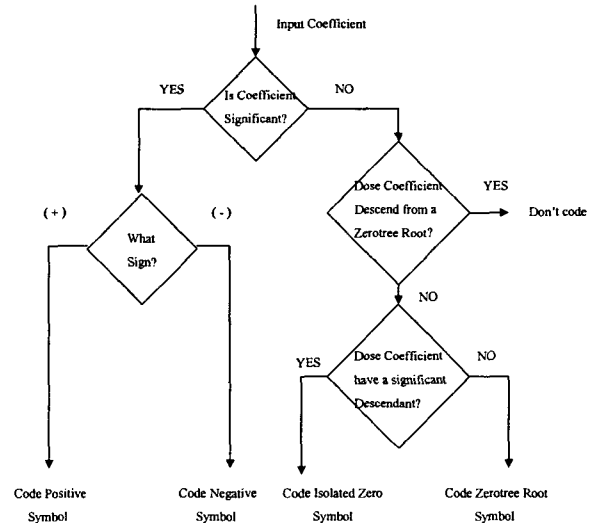 Input Coefficient
YES
Is Coefficient
Significant?
NO
(+)
What
Sign?
(-)
Dose Coefficient
Descend from a
Zerotree Root?
YES
Don't code
NO
YES
Dose Coefficient
have a significant
Descendant?
NO
Code Positive
Symbol
Code Negative
Symbol
Code Isolated Zero
Symbol
Code Zerotree Root
Symbol